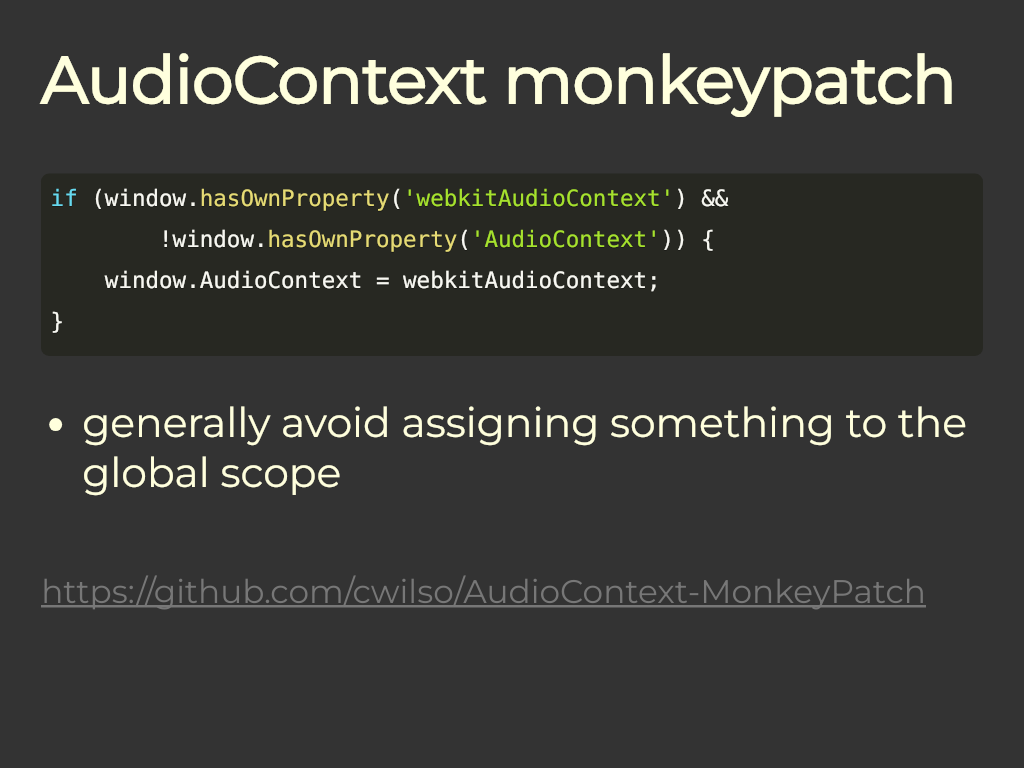 AudioContext monkeypatch
if (window.hasOwnProperty('webkitAudioContext') &&
        !window.hasOwnProperty('AudioContext')) {
    window.AudioContext = webkitAudioContext;
}
• generally avoid assigning something to the
global scope
https://github.com/cwilso/AudioContext-MonkeyPatch